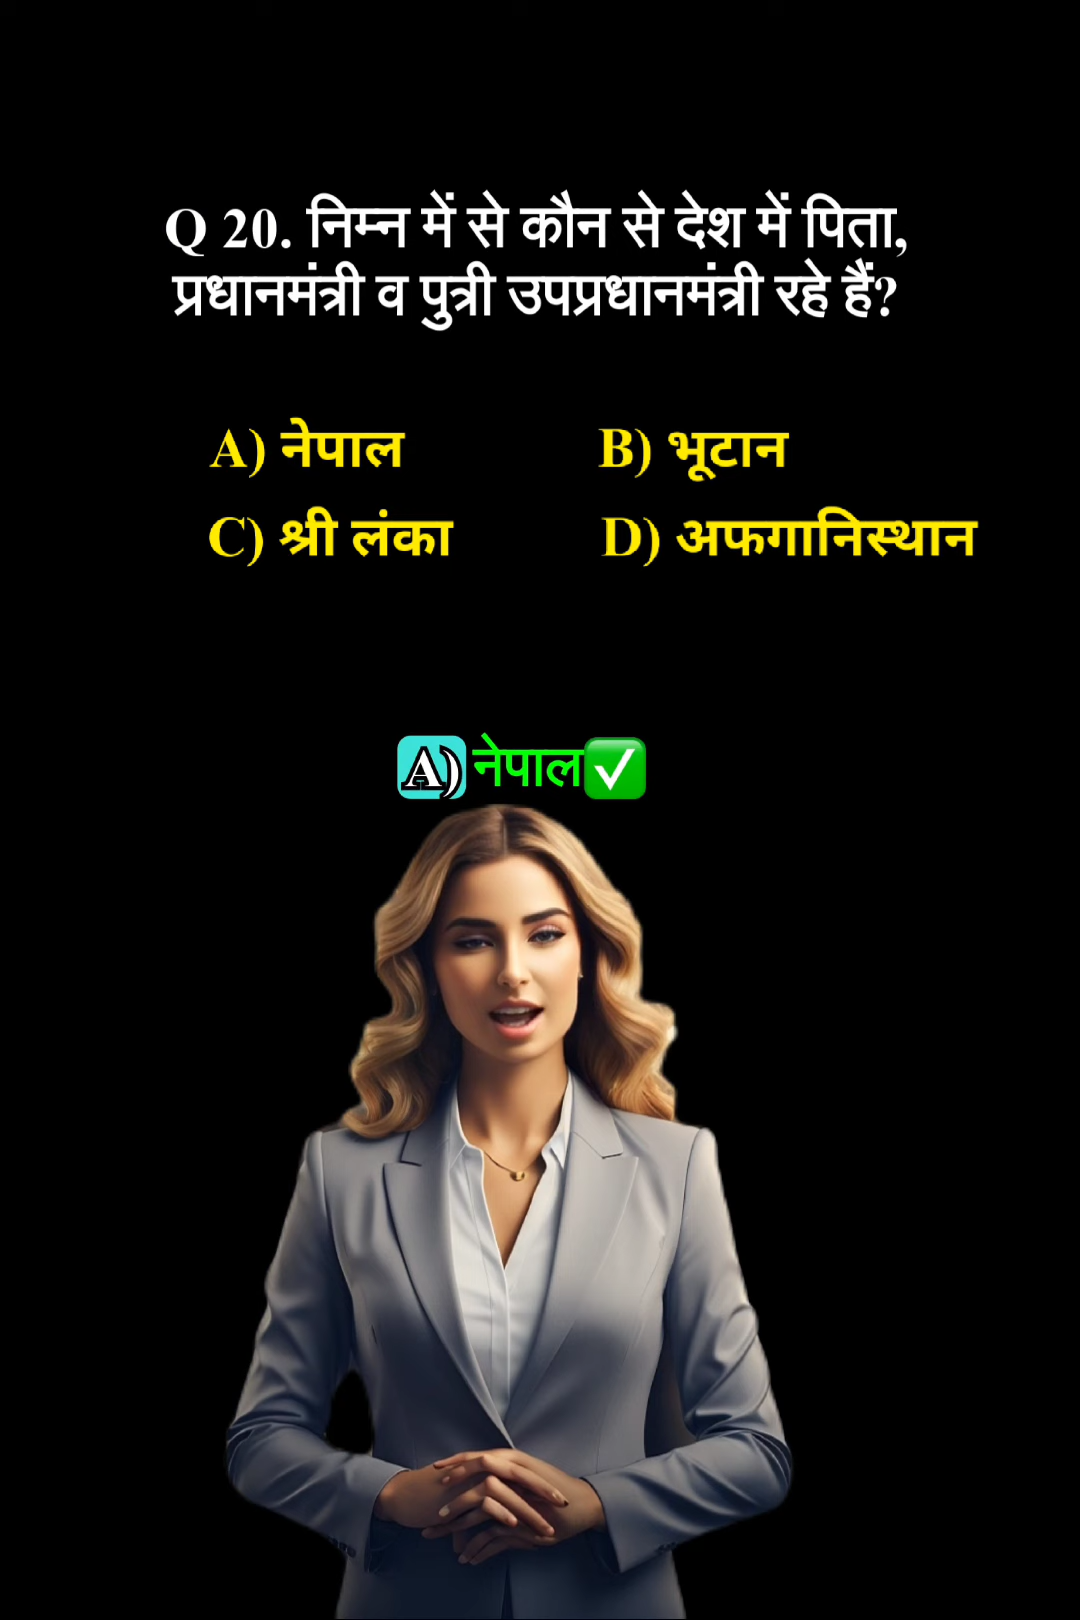 Q 20. निम्न में से कौन से देश में पिता,
प्रधानमंत्री व पुत्री उपप्रधानमंत्री रहे हैं?
A) नेपाल B) भूटान
C) श्री लंका D) अफगानिस्थान
A) नेपाल✅